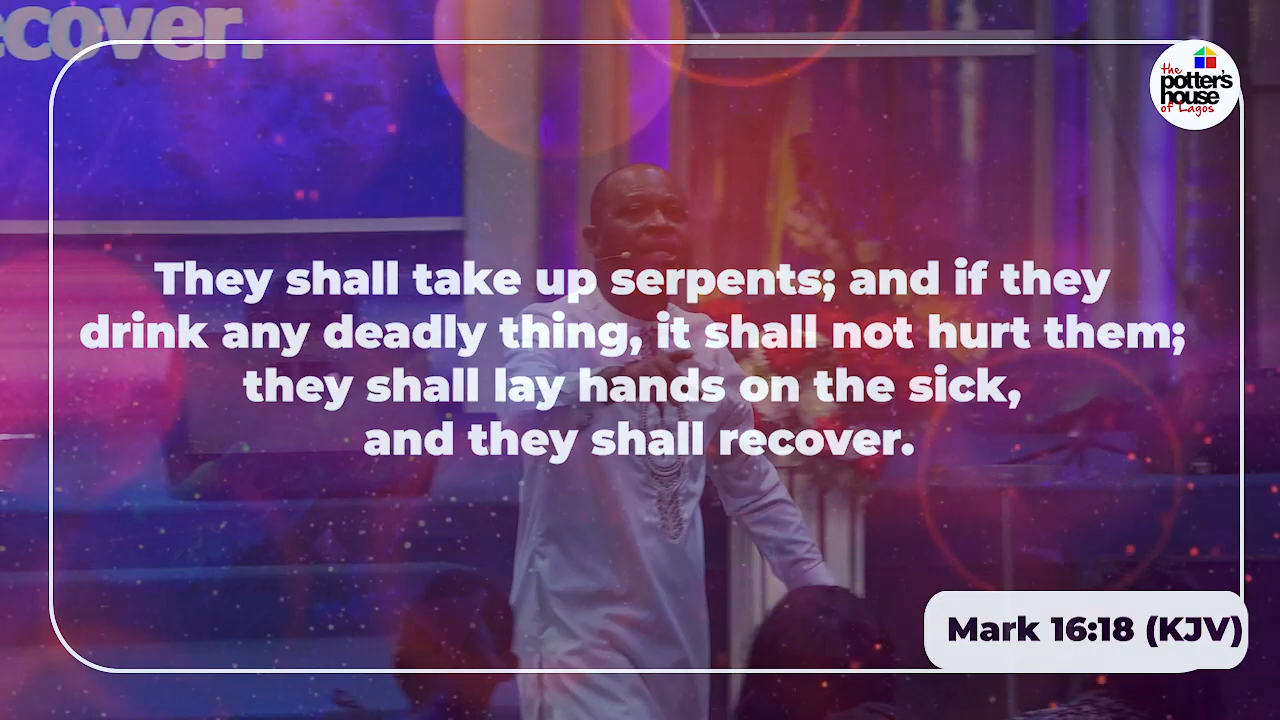 ecover.
the
potter's
house
of Lagos
They shall take up serpents; and if they
drink any deadly thing, it shall not hurt them;
they shall lay hands on the sick,
and they shall recover.
Mark 16:18 (KJV)